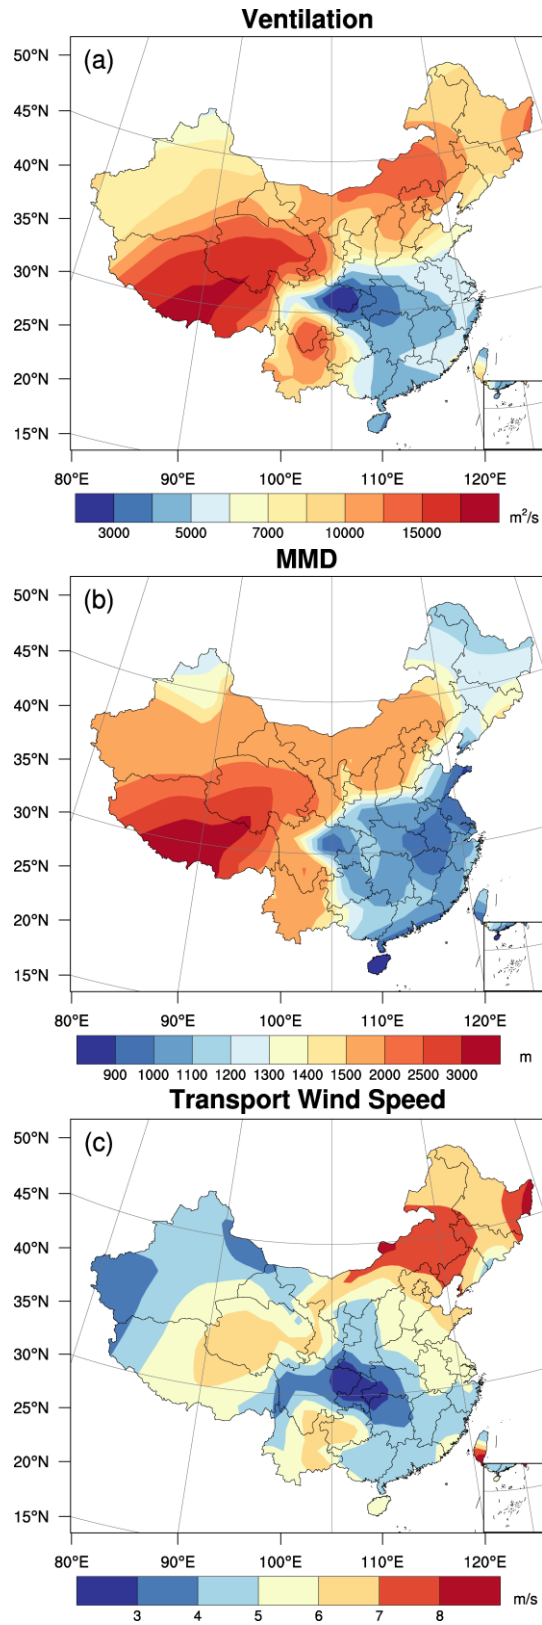 Ventilation
(a)
50°N
45°N
40°N
35°N
30°N
25°N
20°N
15°N
80°E 90°E 100°E 110°E 120°E
3000 5000 7000 10000 15000 m²/s
MMD
(b)
50°N
45°N
40°N
35°N
30°N
25°N
20°N
15°N
80°E 90°E 100°E 110°E 120°E
900 1000 1100 1200 1300 1400 1500 2000 2500 3000 m
Transport Wind Speed
(c)
50°N
45°N
40°N
35°N
30°N
25°N
20°N
15°N
80°E 90°E 100°E 110°E 120°E
3 4 5 6 7 8 m/s